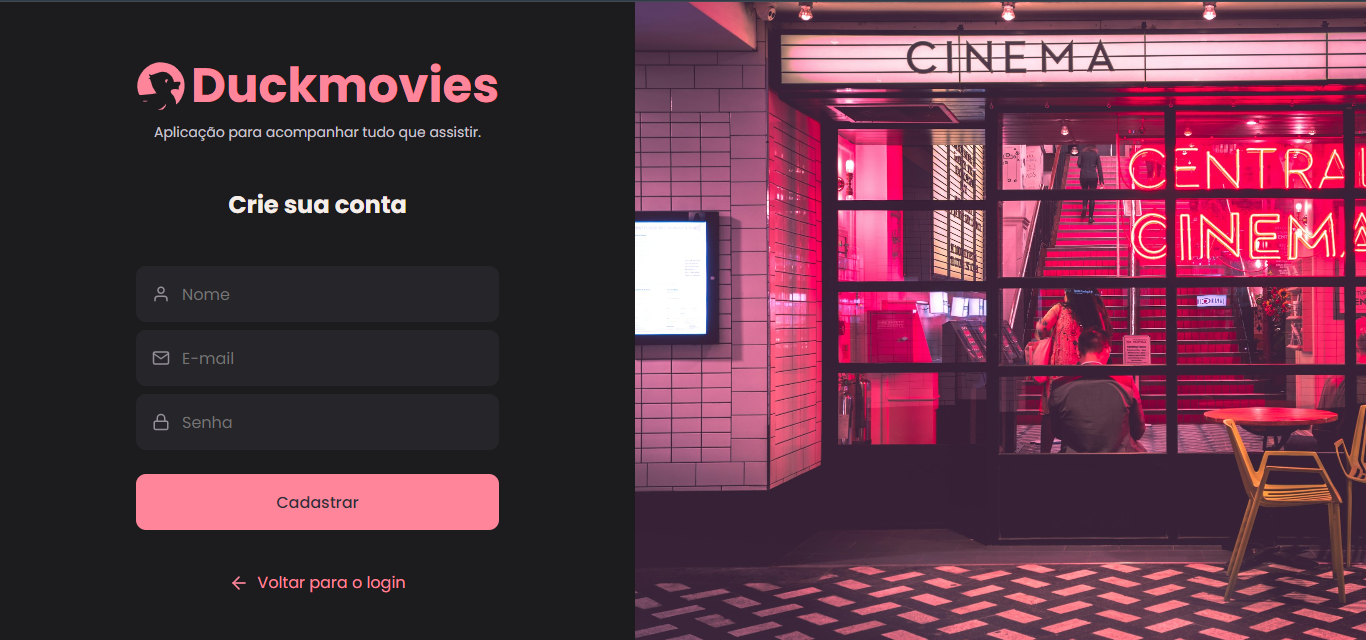 Duckmovies
Aplicação para acompanhar tudo que assistir.
Crie sua conta
Nome
E-mail
Senha
Cadastrar
Voltar para o login
CINEMA
CENTRAL
CINEMA